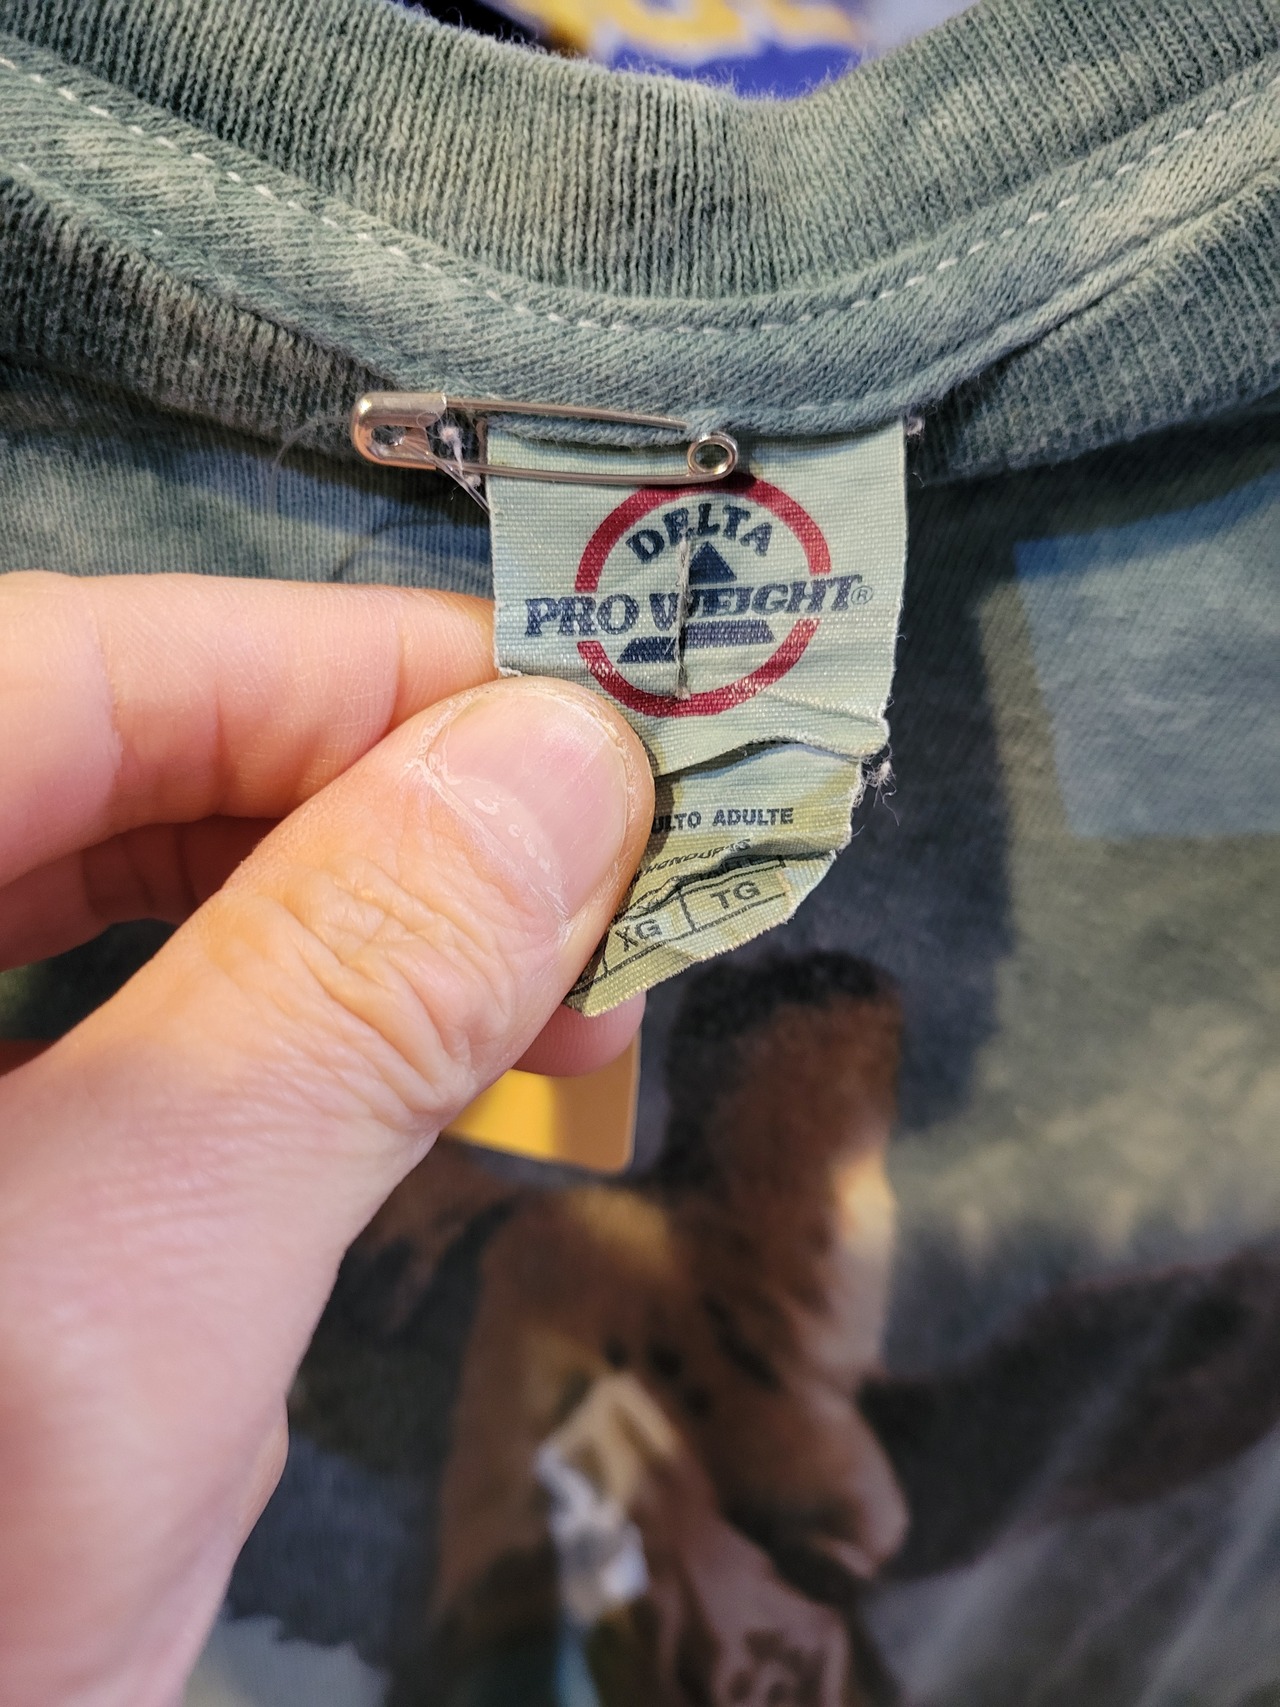 DELTA
PRO WEIGHT®
ULTO ADULTE
XG TG